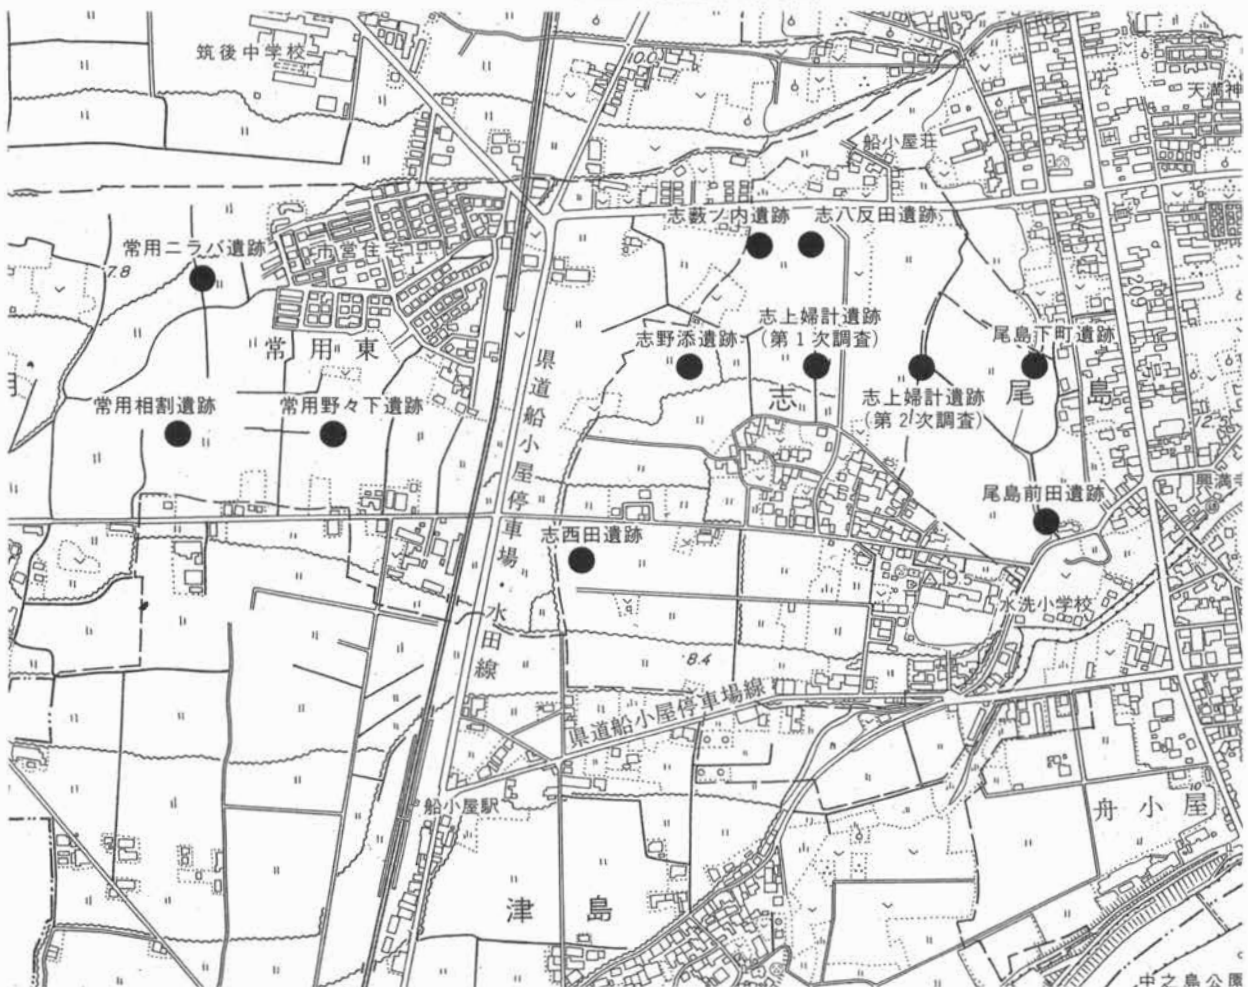 筑後中学校
10.0
天満神
船小屋荘
志藪ノ内遺跡
志八反田遺跡
常用ニラバ遺跡
市営住宅
7.8
209
志野添遺跡
志上婦計遺跡
(第1次調査)
尾島下町遺跡
常用東
県道船小屋停車場水田線
志
志上婦計遺跡
(第2次調査)
尾島
常用相割遺跡
常用野々下遺跡
尾島前田遺跡
興満寺
志西田遺跡
水洗小学校
8.4
県道船小屋停車場線
船小屋駅
舟小屋
10
津島
中之島公園